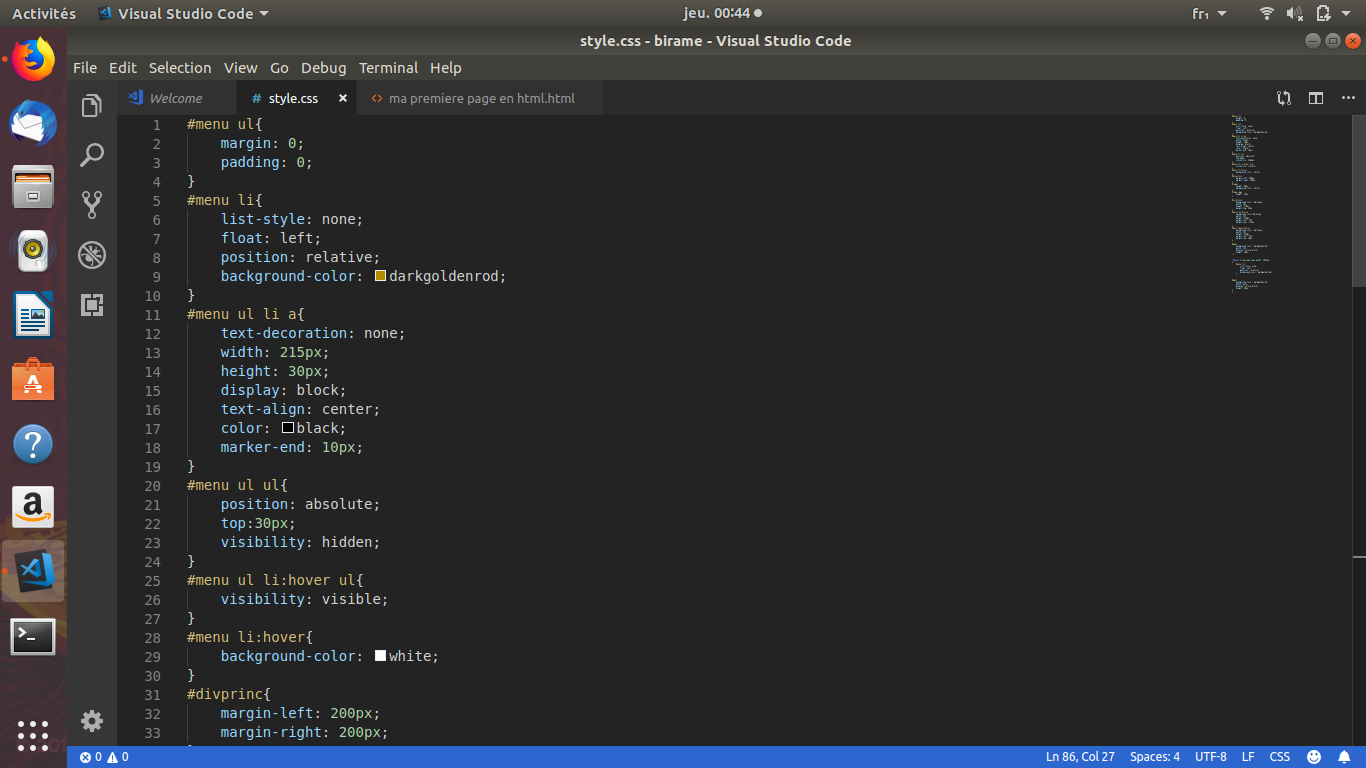 Activités Visual Studio Code jeu. 00:44 fr₁
style.css - birame - Visual Studio Code
File Edit Selection View Go Debug Terminal Help
Welcome # style.css × <> ma premiere page en html.html ...
1 #menu ul{
2 margin: 0;
3 padding: 0;
4 }
5 #menu li{
6 list-style: none;
7 float: left;
8 position: relative;
9 background-color: darkgoldenrod;
10 }
11 #menu ul li a{
12 text-decoration: none;
13 width: 215px;
14 height: 30px;
15 display: block;
16 text-align: center;
17 color: black;
18 marker-end: 10px;
19 }
20 #menu ul ul{
21 position: absolute;
22 top:30px;
23 visibility: hidden;
24 }
25 #menu ul li:hover ul{
26 visibility: visible;
27 }
28 #menu li:hover{
29 background-color: white;
30 }
31 #divprinc{
32 margin-left: 200px;
33 margin-right: 200px;
0 0 Ln 86, Col 27 Spaces: 4 UTF-8 LF CSS